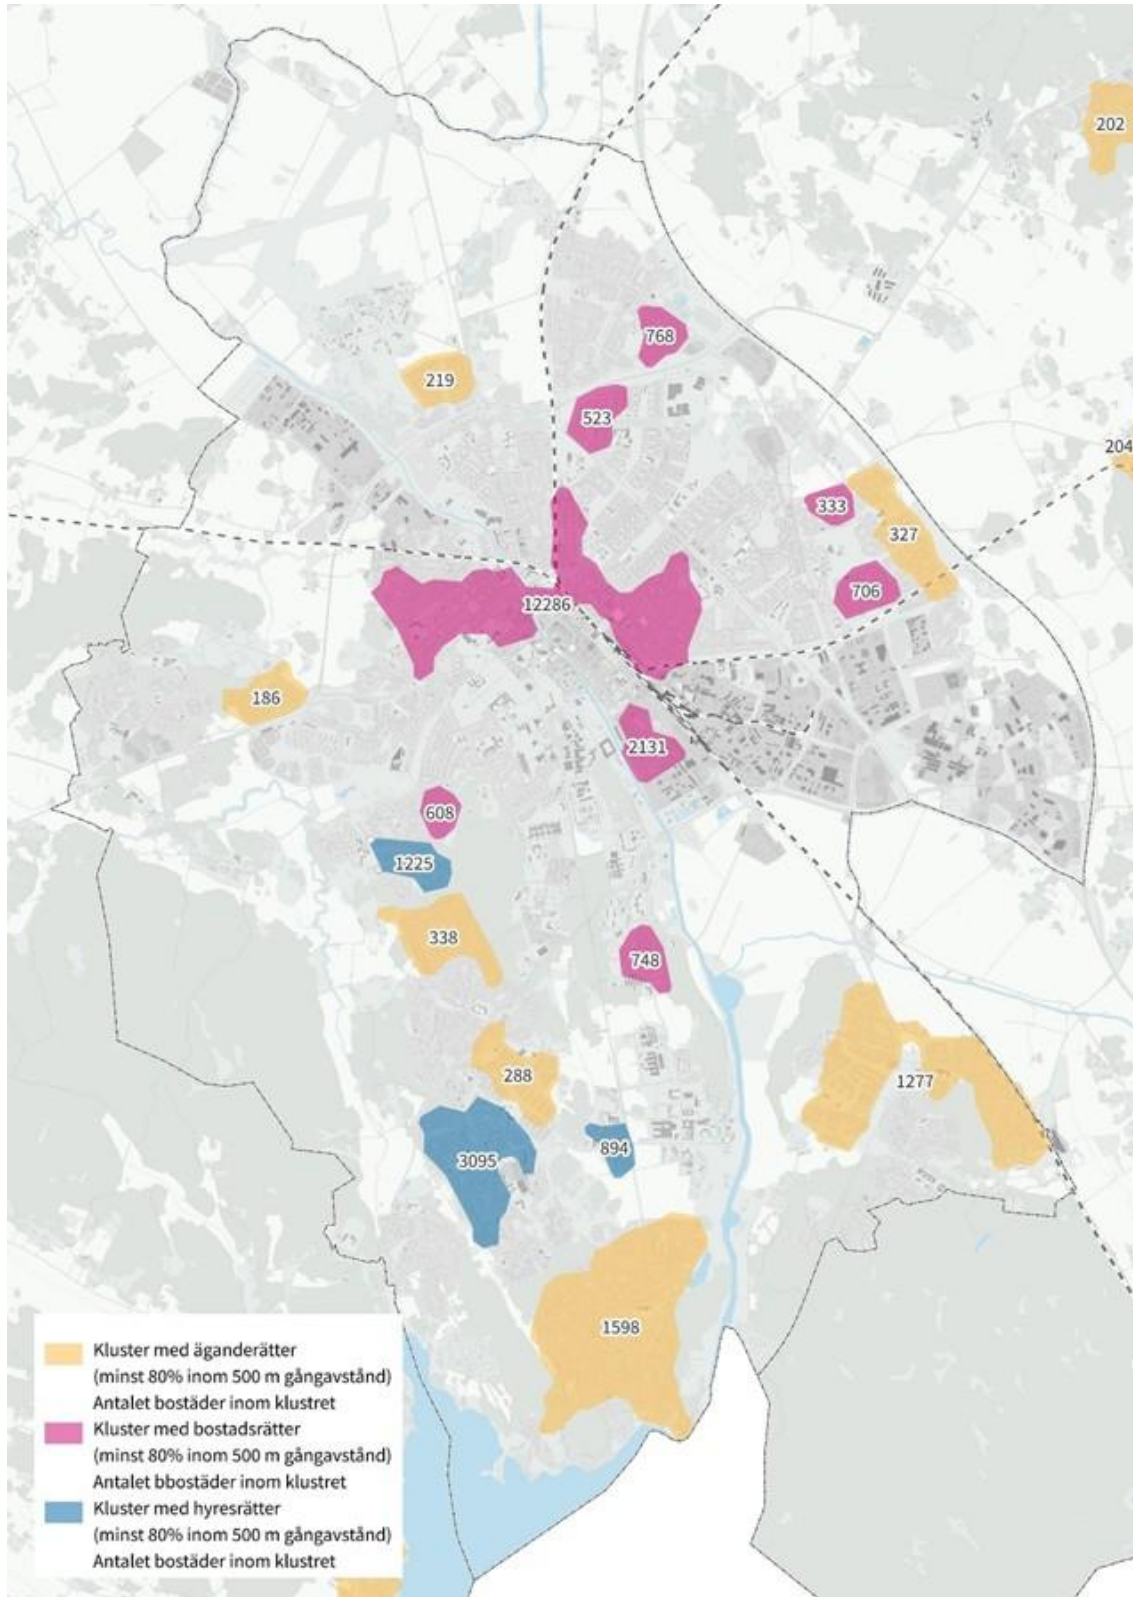 202
768
219
523
204
333
327
706
12286
186
2131
608
1225
338
748
288
1277
894
3095
1598
Kluster med äganderätter
(minst 80% inom 500 m gångavstånd)
Antalet bostäder inom klustret
Kluster med bostadsrätter
(minst 80% inom 500 m gångavstånd)
Antalet bbostäder inom klustret
Kluster med hyresrätter
(minst 80% inom 500 m gångavstånd)
Antalet bostäder inom klustret